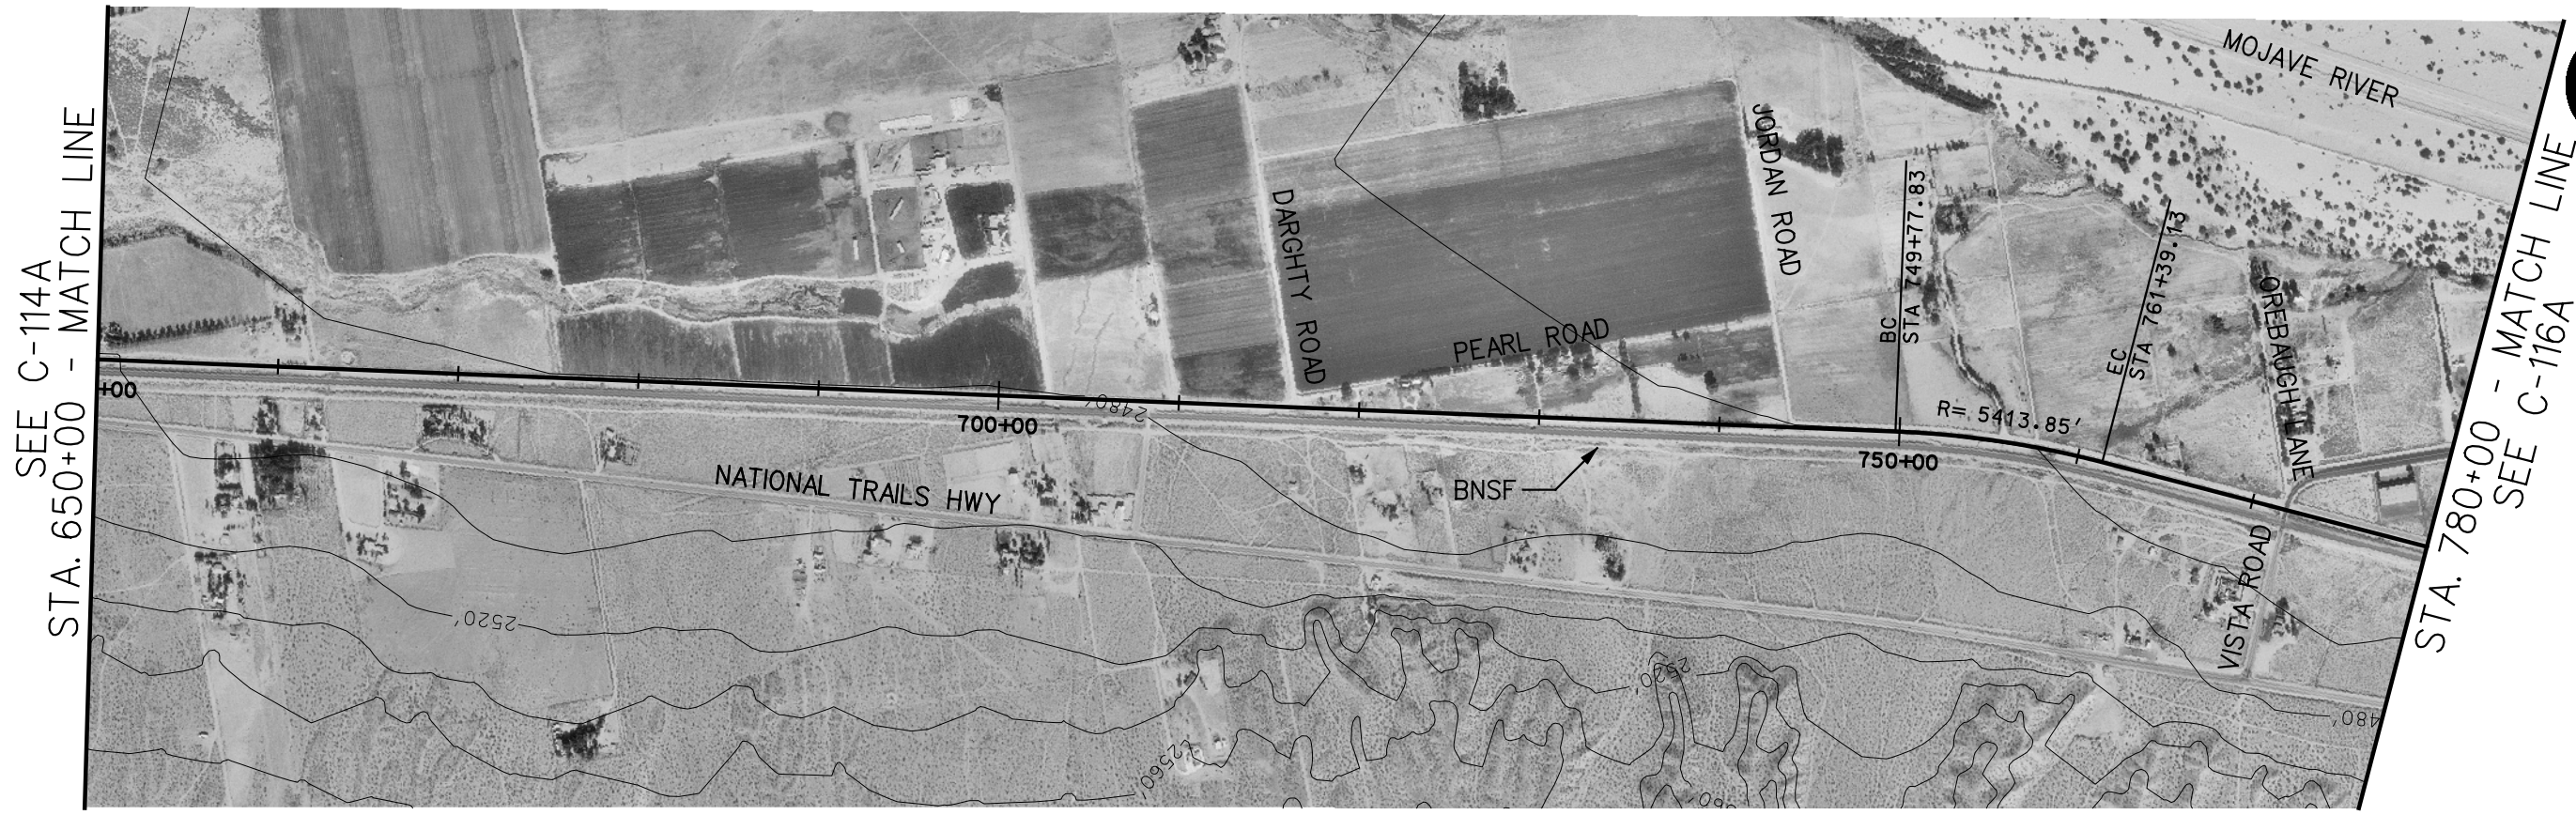 SEE C-114A
STA. 650+00 - MATCH LINE
+00
MOJAVE RIVER
DARGHTY ROAD
JORDAN ROAD
PEARL ROAD
BC
STA 749+77.83
EC
STA 761+39.13
OREBAUGH LANE
R= 5413.85'
2480'
700+00
750+00
NATIONAL TRAILS HWY
BNSF
VISTA ROAD
2520'
2520'
480'
2560'
560'
STA. 780+00 - MATCH LINE
SEE C-116A